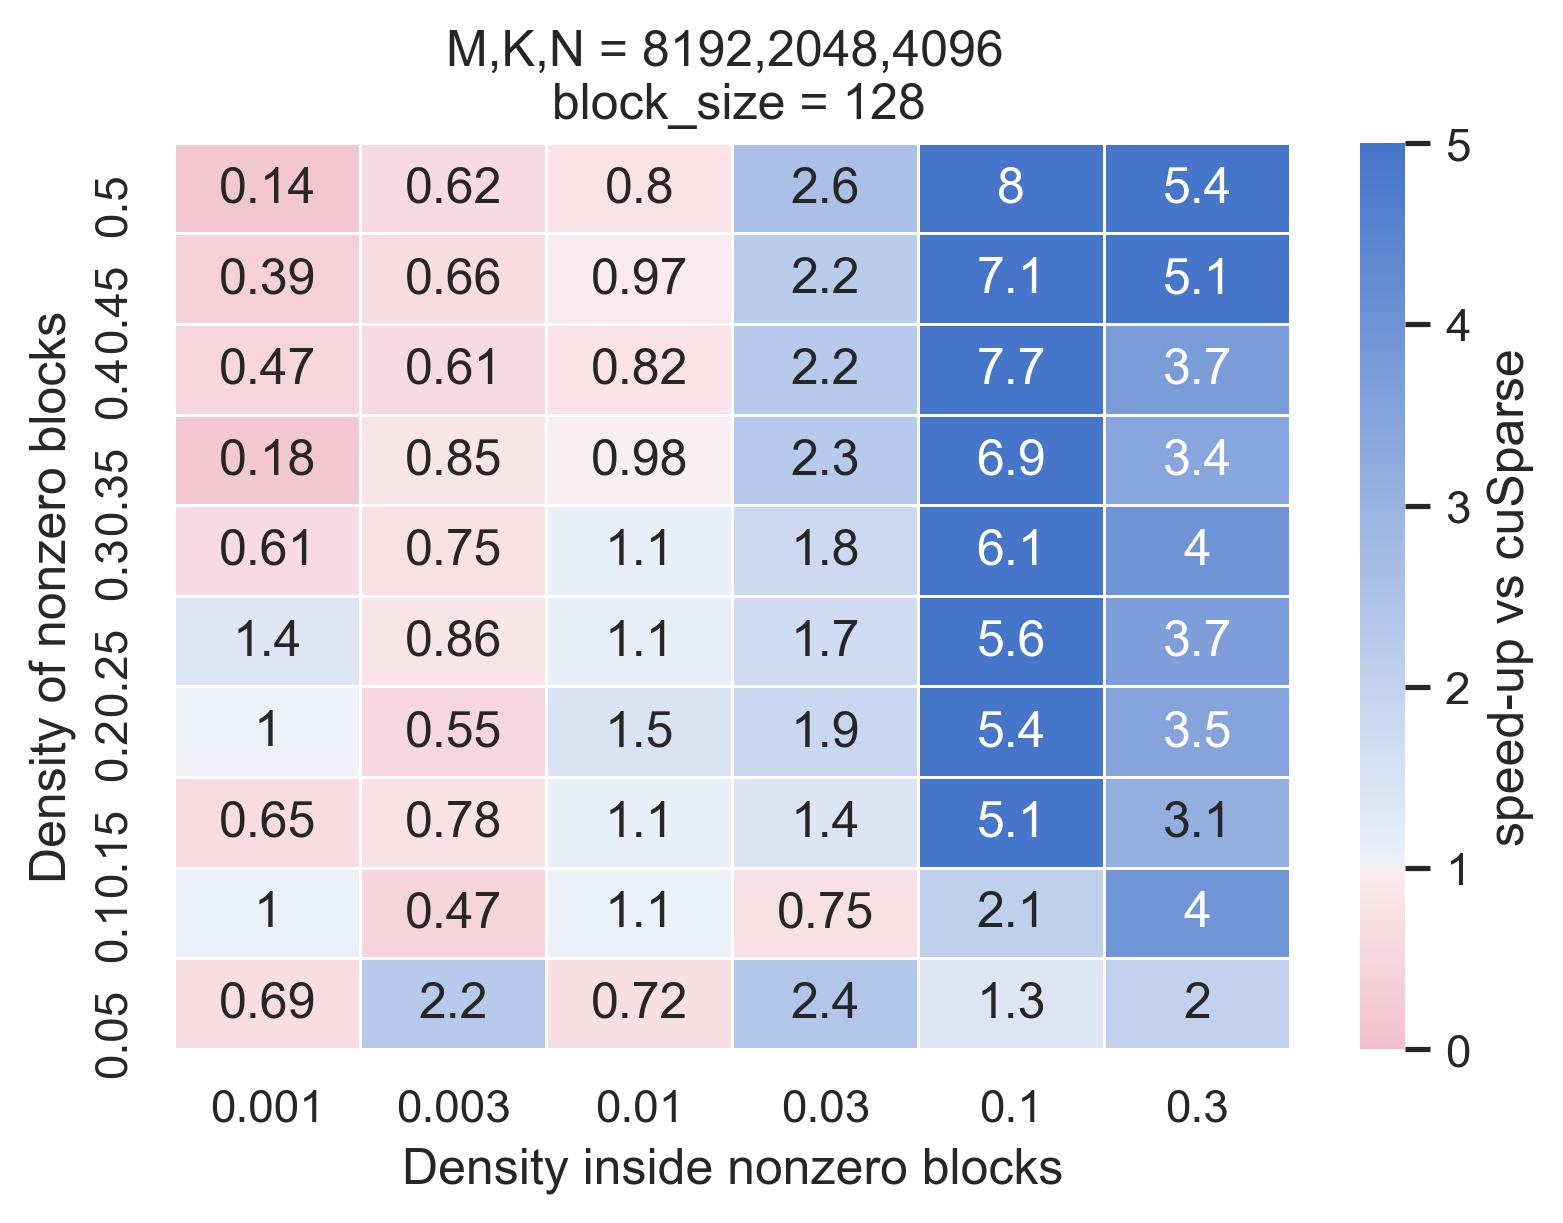 M,K,N = 8192,2048,4096
block_size = 128
Density of nonzero blocks
0.5 0.14 0.62 0.8 2.6 8 5.4
0.45 0.39 0.66 0.97 2.2 7.1 5.1
0.4 0.47 0.61 0.82 2.2 7.7 3.7
0.35 0.18 0.85 0.98 2.3 6.9 3.4
0.30 0.61 0.75 1.1 1.8 6.1 4
0.25 1.4 0.86 1.1 1.7 5.6 3.7
0.20 1 0.55 1.5 1.9 5.4 3.5
0.15 0.65 0.78 1.1 1.4 5.1 3.1
0.10 1 0.47 1.1 0.75 2.1 4
0.05 0.69 2.2 0.72 2.4 1.3 2
0.001 0.003 0.01 0.03 0.1 0.3
Density inside nonzero blocks
5
4
3
2
1
0
speed-up vs cuSparse